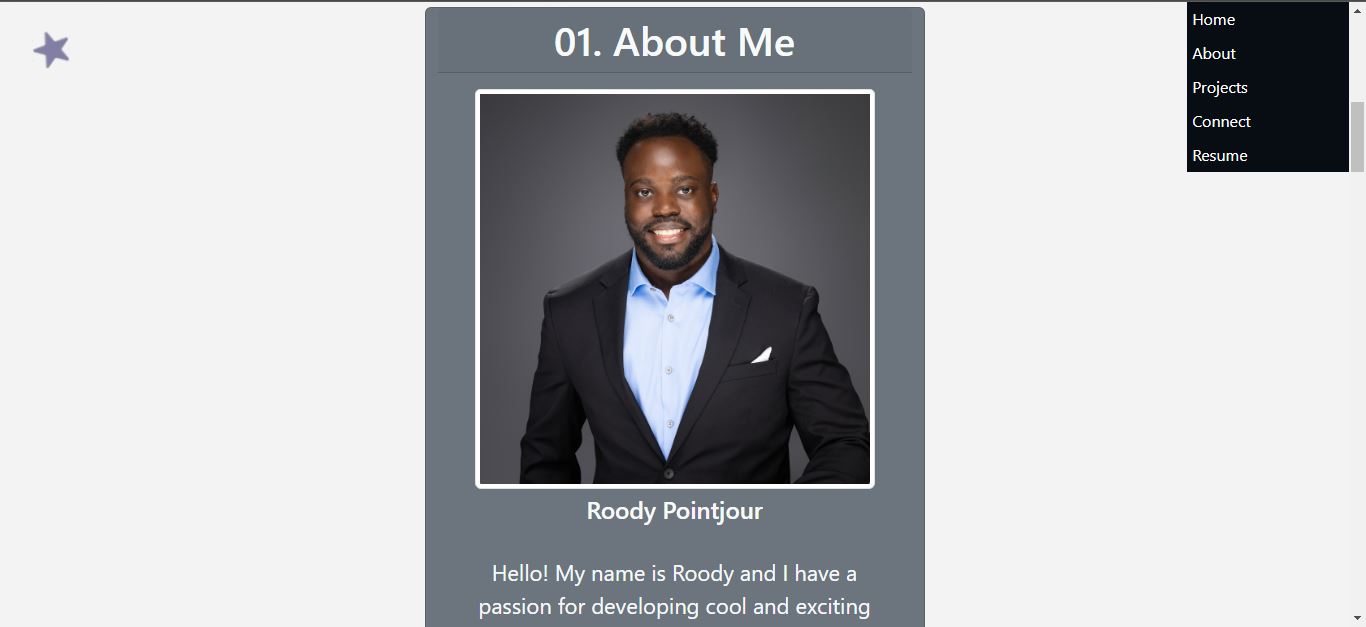 01. About Me
Home
About
Projects
Connect
Resume
Roody Pointjour
Hello! My name is Roody and I have a
passion for developing cool and exciting